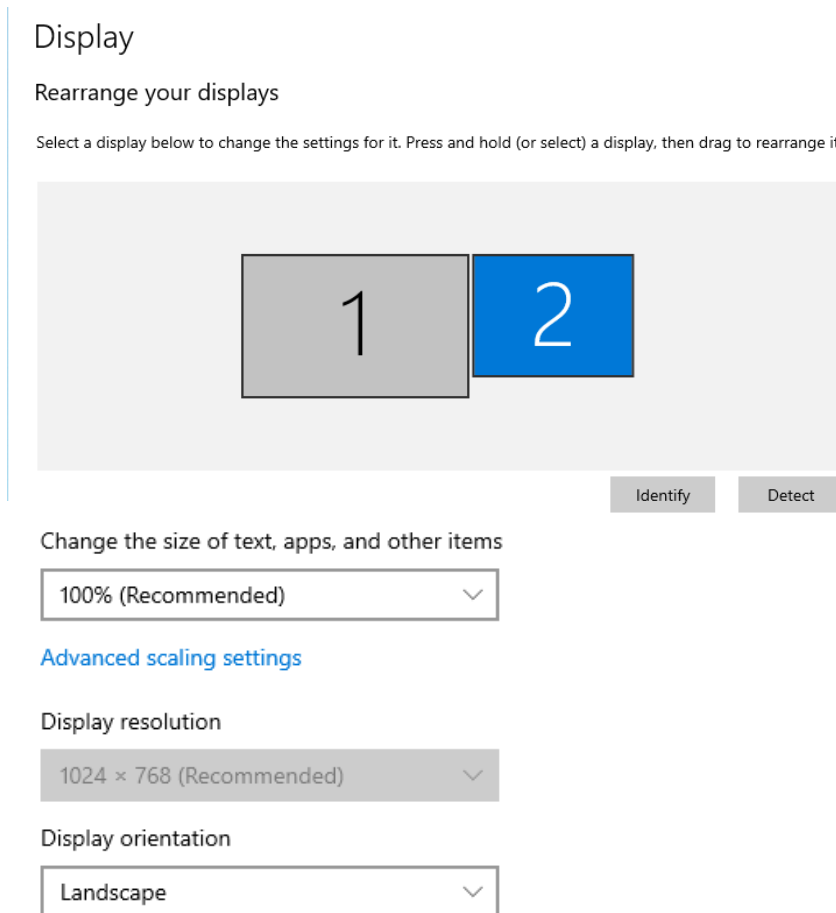 Display
Rearrange your displays
Select a display below to change the settings for it. Press and hold (or select) a display, then drag to rearrange it
1
2
Identify
Detect
Change the size of text, apps, and other items
100% (Recommended)
Advanced scaling settings
Display resolution
1024 × 768 (Recommended)
Display orientation
Landscape